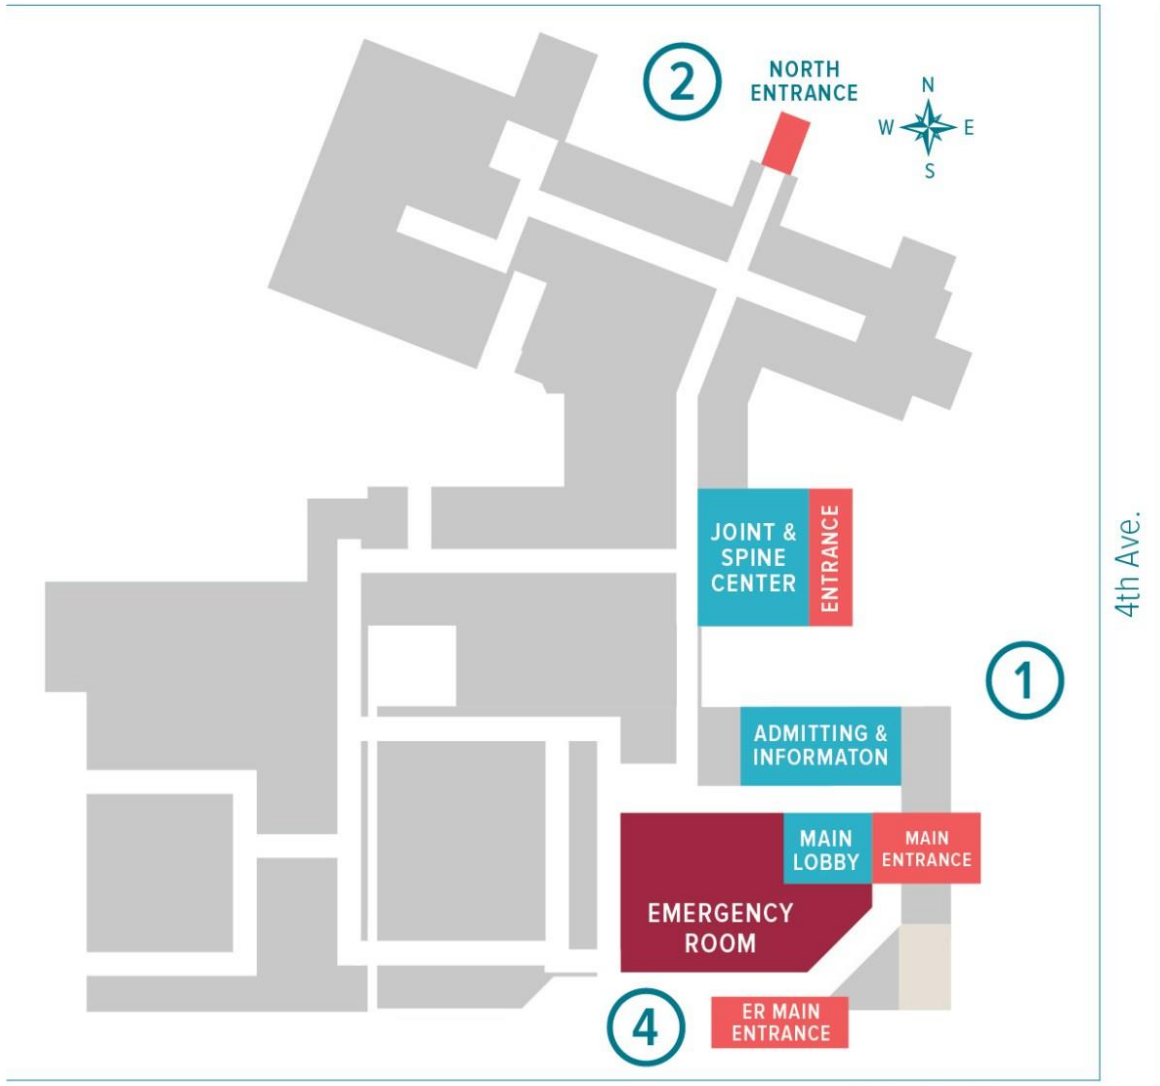 2
NORTH
ENTRANCE
N
W E
S
JOINT &
SPINE
CENTER
ENTRANCE
4th Ave.
1
ADMITTING &
INFORMATON
MAIN
LOBBY
MAIN
ENTRANCE
EMERGENCY
ROOM
4
ER MAIN
ENTRANCE